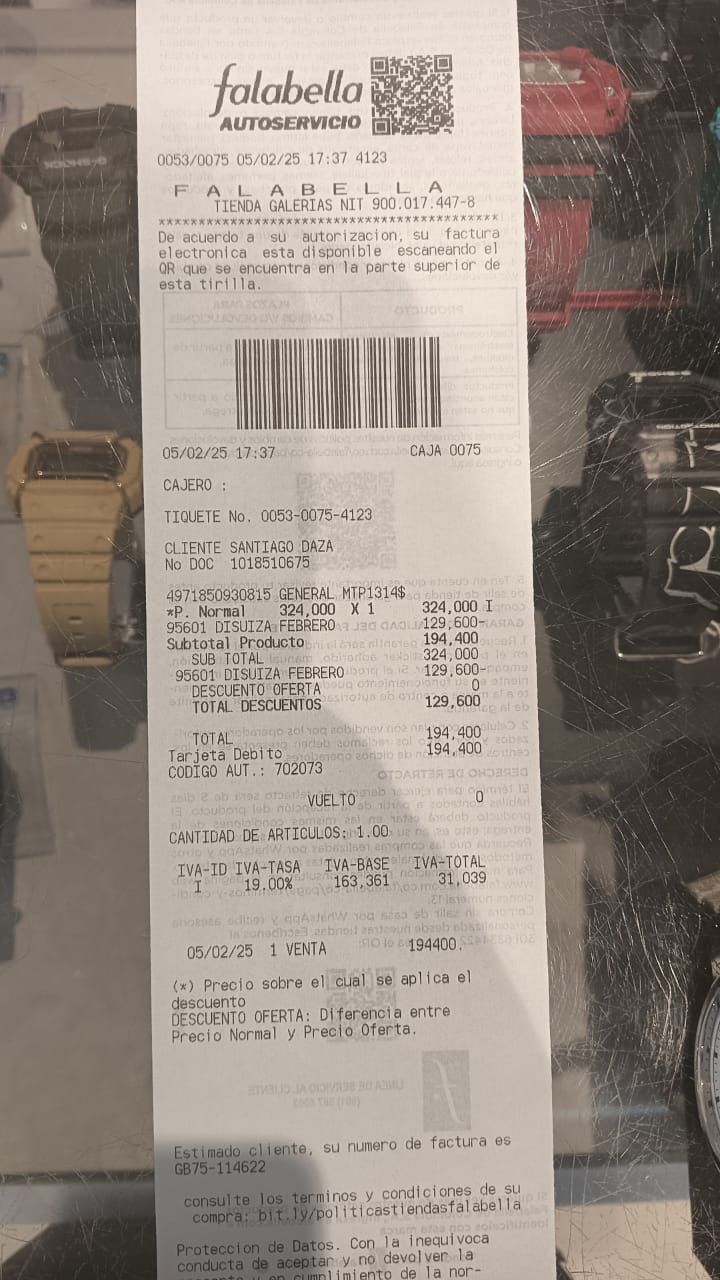 falabella
AUTOSERVICIO
0053/0075 05/02/25 17:37 4123
F A L A B E L L A
TIENDA GALERIAS NIT 900.017.447-8
*******************************************
De acuerdo a su autorizacion, su factura
electronica esta disponible escaneando el
QR que se encuentra en la parte superior de
esta tirilla.
05/02/25 17:37 CAJA 0075
CAJERO :
TIQUETE No. 0053-0075-4123
CLIENTE SANTIAGO DAZA
No DOC 1018510675
4971850930815 GENERAL MTP1314$
*P. Normal 324,000 X 1 324,000 I
95601 DISUIZA FEBRERO 129,600-
Subtotal Producto 194,400
SUB TOTAL 324,000
95601 DISUIZA FEBRERO 129,600-
DESCUENTO OFERTA 0
TOTAL DESCUENTOS 129,600
TOTAL 194,400
Tarjeta Debito 194,400
CODIGO AUT.: 702073
VUELTO 0
CANTIDAD DE ARTICULOS: 1.00
IVA-ID IVA-TASA IVA-BASE IVA-TOTAL
I 19.00% 163,361 31,039
05/02/25 1 VENTA 194400.
(*) Precio sobre el cual se aplica el
descuento
DESCUENTO OFERTA: Diferencia entre
Precio Normal y Precio Oferta.
Estimado cliente, su numero de factura es
GB75-114622
consulte los terminos y condiciones de su
compra: bit.ly/politicastiendasfalabella
Proteccion de Datos. Con la inequivoca
conducta de aceptar y no devolver la
cumplimiento de la nor-